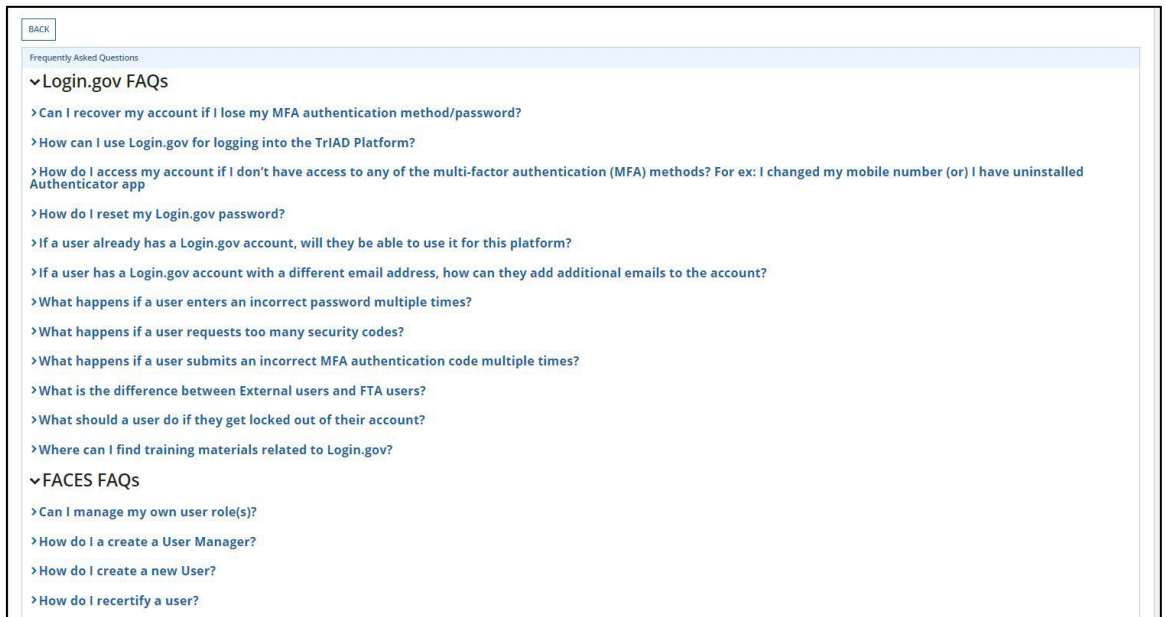 BACK
Frequently Asked Questions
Login.gov FAQs
Can I recover my account if I lose my MFA authentication method/password?
How can I use Login.gov for logging into the TrIAD Platform?
How do I access my account if I don’t have access to any of the multi-factor authentication (MFA) methods? For ex: I changed my mobile number (or) I have uninstalled
Authenticator app
How do I reset my Login.gov password?
If a user already has a Login.gov account, will they be able to use it for this platform?
If a user has a Login.gov account with a different email address, how can they add additional emails to the account?
What happens if a user enters an incorrect password multiple times?
What happens if a user requests too many security codes?
What happens if a user submits an incorrect MFA authentication code multiple times?
What is the difference between External users and FTA users?
What should a user do if they get locked out of their account?
Where can I find training materials related to Login.gov?
FACES FAQs
Can I manage my own user role(s)?
How do I a create a User Manager?
How do I create a new User?
How do I recertify a user?